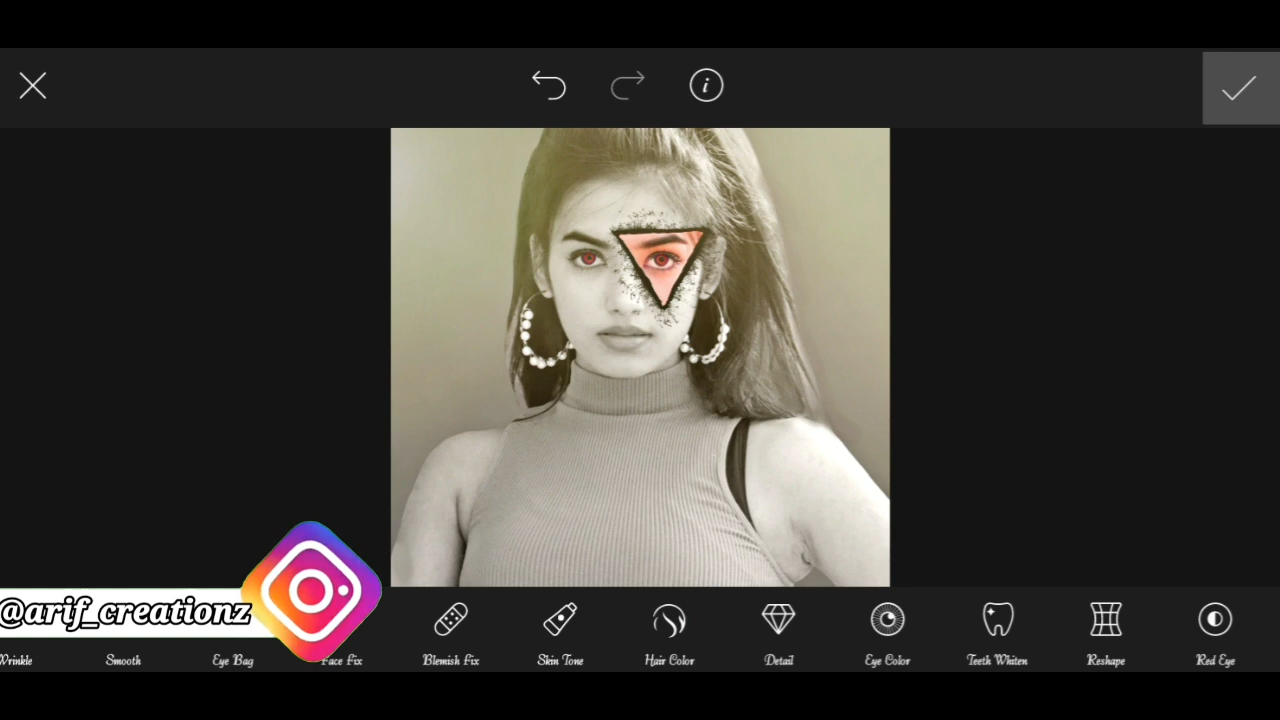 @arif_creationz
Wrinkle
Smooth
Eye Bag
Face Fix
Blemish Fix
Skin Tone
Hair Color
Detail
Eye Color
Teeth Whiten
Reshape
Red Eye